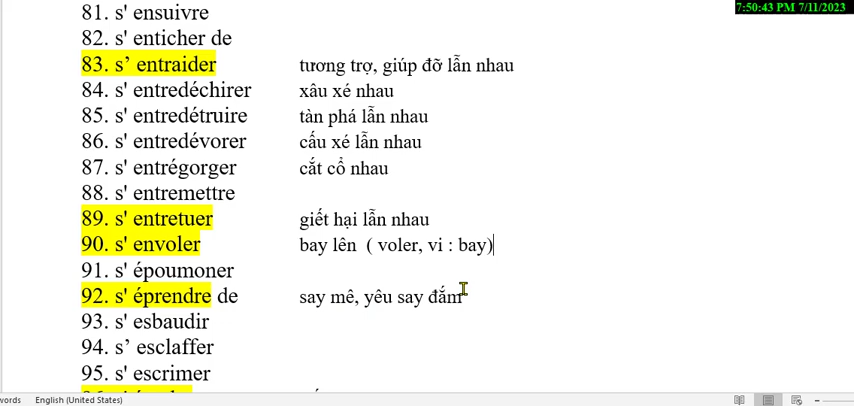 7:50:43 PM 7/11/2023
81. s' ensuivre
82. s' enticher de
83. s’ entraider tương trợ, giúp đỡ lẫn nhau
84. s' entredéchirer xâu xé nhau
85. s' entredétruire tàn phá lẫn nhau
86. s' entredévorer cấu xé lẫn nhau
87. s' entrégorger cắt cổ nhau
88. s' entremettre
89. s' entretuer giết hại lẫn nhau
90. s' envoler bay lên ( voler, vi : bay)
91. s' époumoner
92. s' éprendre de say mê, yêu say đắm
93. s' esbaudir
94. s’ esclaffer
95. s' escrimer
words English (United States)